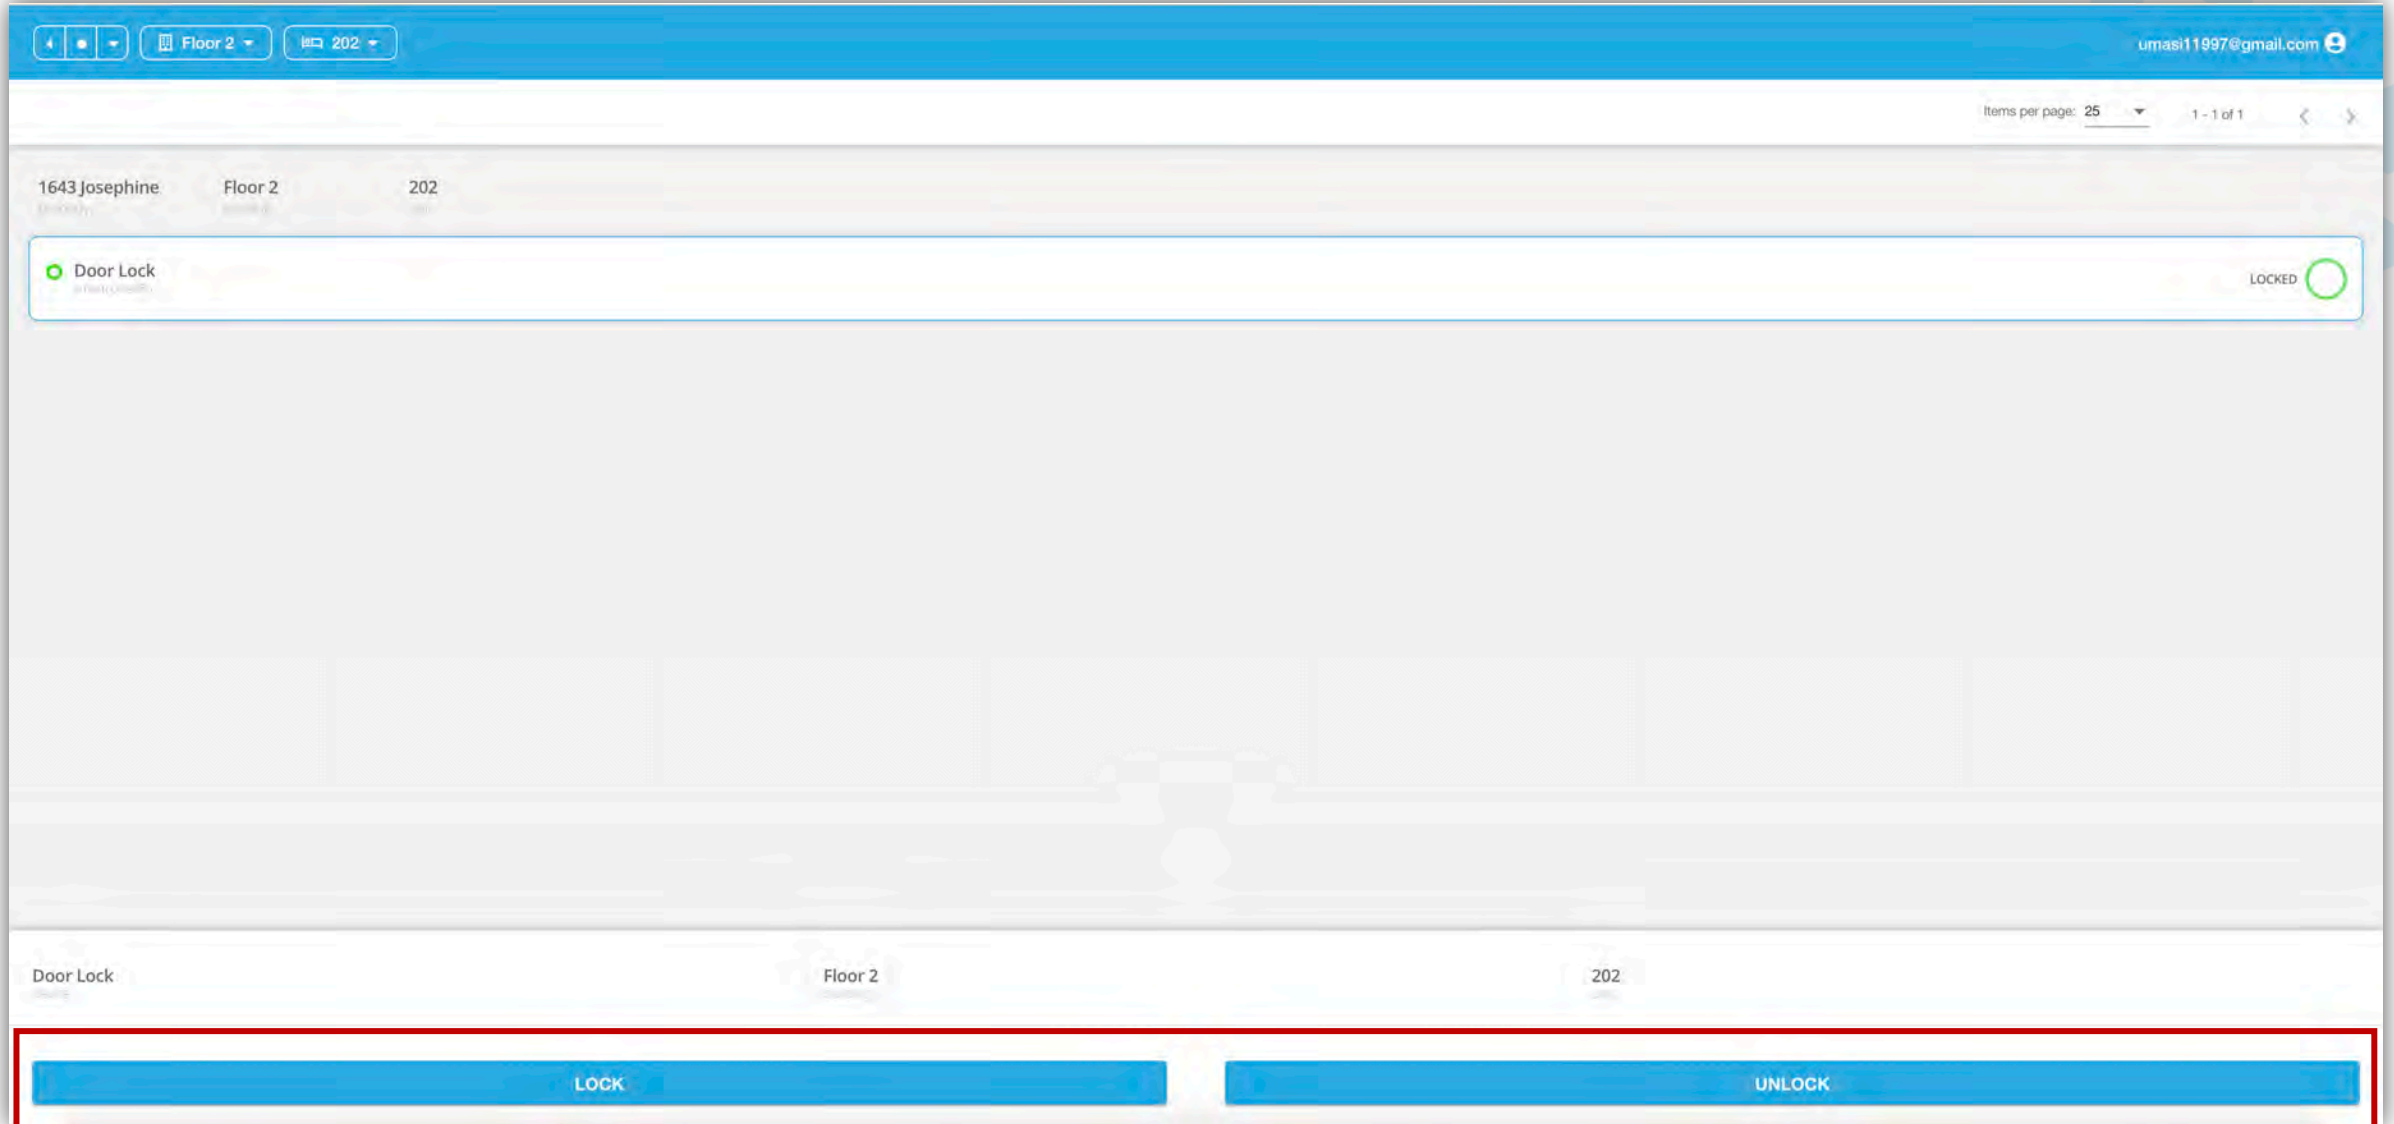 Floor 2 202 umasi11997@gmail.com
Items per page: 25 1 - 1 of 1
1643 Josephine Floor 2 202
Door Lock LOCKED
Door Lock Floor 2 202
LOCK UNLOCK